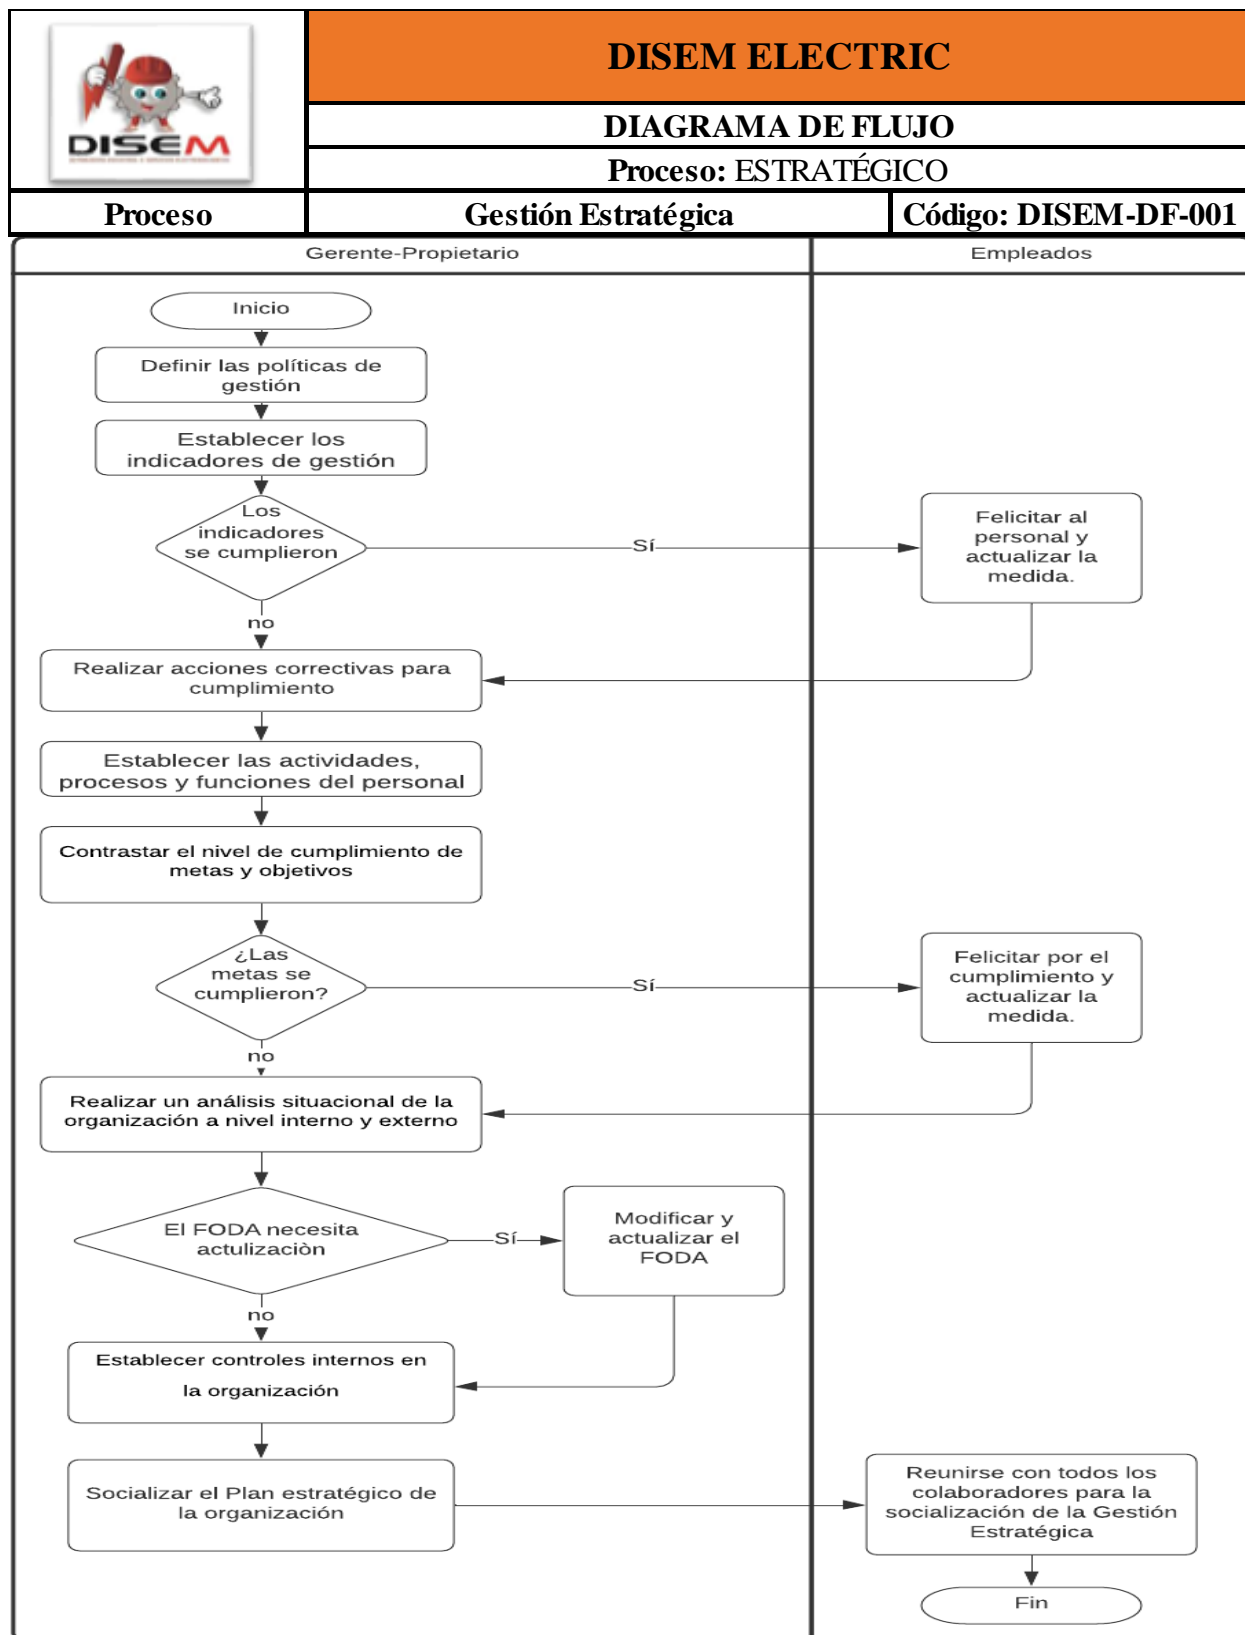 DISEM
DISEM ELECTRIC
DIAGRAMA DE FLUJO
Proceso: ESTRATÉGICO
Proceso
Gestión Estratégica
Código: DISEM-DF-001
Gerente-Propietario
Empleados
Inicio
Definir las políticas de
gestión
Establecer los
indicadores de gestión
Los
indicadores
se cumplieron
Sí
Felicitar al
personal y
actualizar la
medida.
no
Realizar acciones correctivas para
cumplimiento
Establecer las actividades,
procesos y funciones del personal
Contrastar el nivel de cumplimiento de
metas y objetivos
¿Las
metas se
cumplieron?
Sí
Felicitar por el
cumplimiento y
actualizar la
medida.
no
Realizar un análisis situacional de la
organización a nivel interno y externo
El FODA necesita
actulizaciòn
Sí
Modificar y
actualizar el
FODA
no
Establecer controles internos en
la organización
Socializar el Plan estratégico de
la organización
Reunirse con todos los
colaboradores para la
socialización de la Gestión
Estratégica
Fin